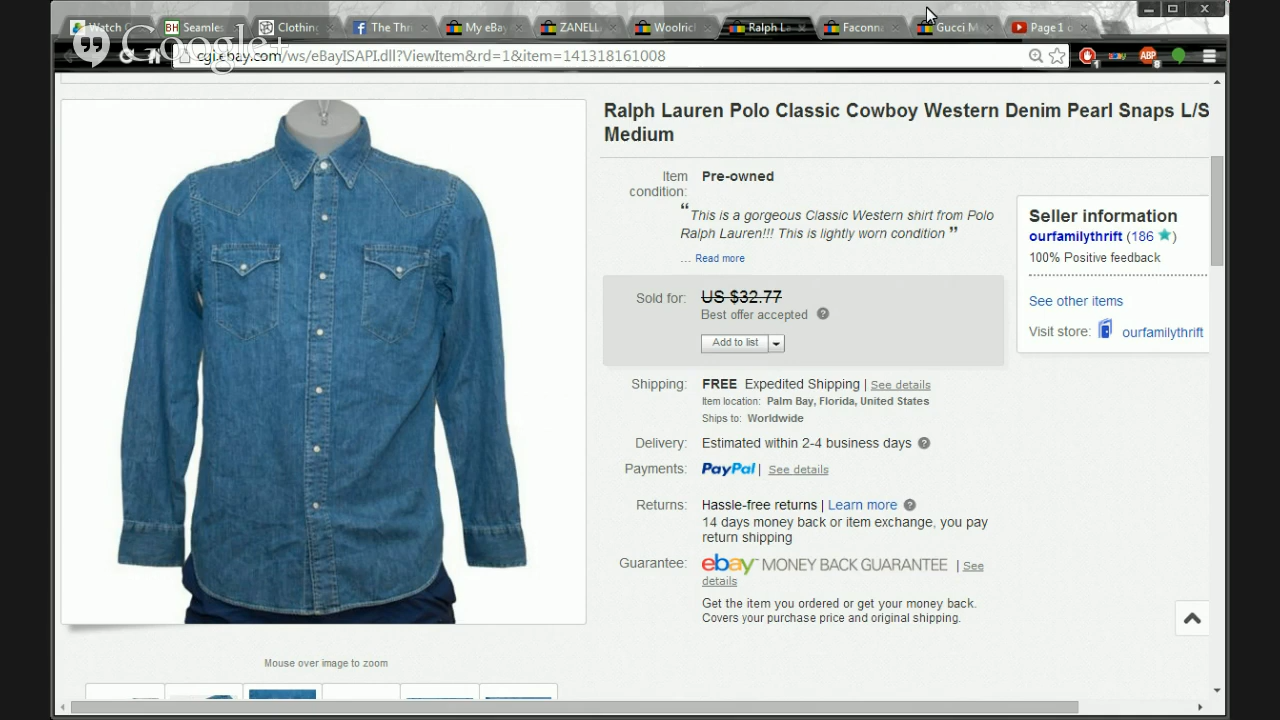 Watch C
BH Seamles
Clothing
The Thr
My eBa
ZANELL
Woolric
Ralph La
Faconn
Gucci M
Page 1 o
Google+
cgi.ebay.com/ws/eBayISAPI.dll?ViewItem&rd=1&item=141318161008
1
ABP
8
Ralph Lauren Polo Classic Cowboy Western Denim Pearl Snaps L/S
Medium
Item condition: Pre-owned
“This is a gorgeous Classic Western shirt from Polo
Ralph Lauren!!! This is lightly worn condition ”
... Read more
Sold for: US $32.77
Best offer accepted ?
Add to list
Shipping: FREE Expedited Shipping | See details
Item location: Palm Bay, Florida, United States
Ships to: Worldwide
Delivery: Estimated within 2-4 business days ?
Payments: PayPal | See details
Returns: Hassle-free returns | Learn more ?
14 days money back or item exchange, you pay
return shipping
Guarantee: ebay MONEY BACK GUARANTEE | See
details
Get the item you ordered or get your money back.
Covers your purchase price and original shipping.
Seller information
ourfamilythrift (186 ★)
100% Positive feedback
See other items
Visit store: ourfamilythrift
Mouse over image to zoom